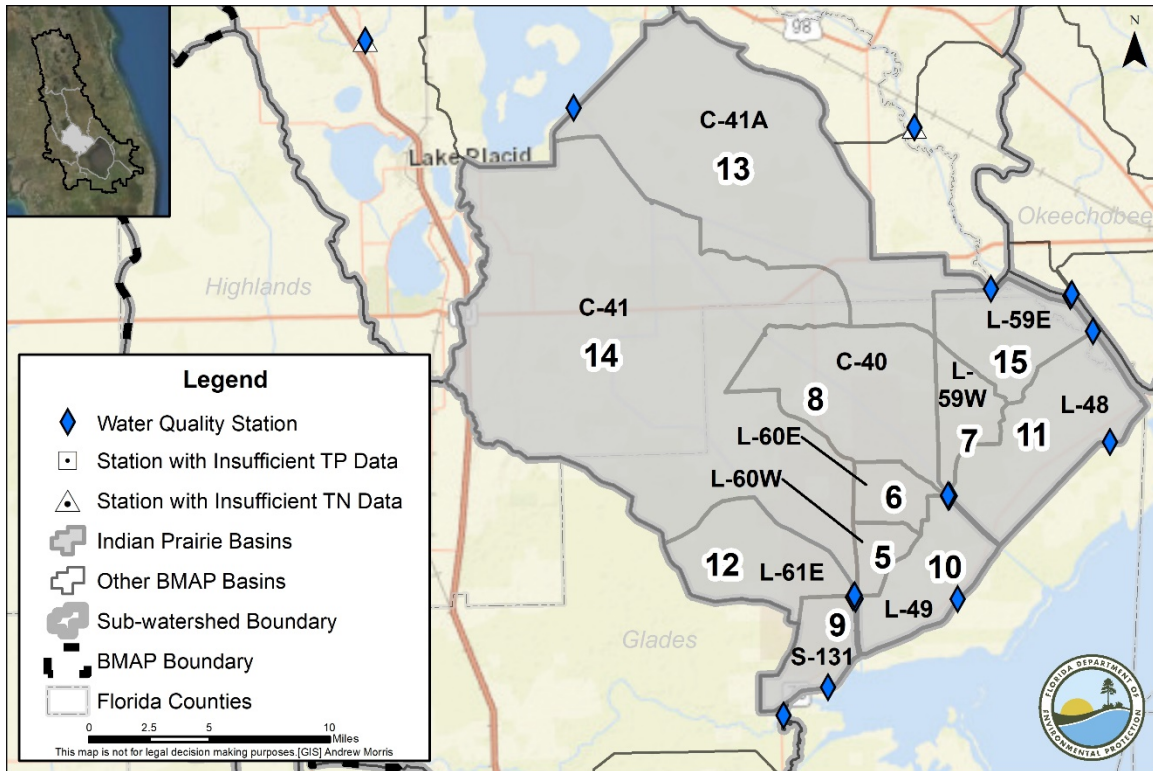 98
N
C-41A
13
Lake Placid
Okeechobee
Highlands
C-41
14
L-59E
15
C-40
8
L-
59W
7
L-48
11
L-60E
6
L-60W
5
12
L-61E
10
L-49
9
S-131
Glades
Legend
Water Quality Station
Station with Insufficient TP Data
Station with Insufficient TN Data
Indian Prairie Basins
Other BMAP Basins
Sub-watershed Boundary
BMAP Boundary
Florida Counties
0 2.5 5 10
Miles
This map is not for legal decision making purposes.[GIS] Andrew Morris
FLORIDA DEPARTMENT OF
ENVIRONMENTAL PROTECTION